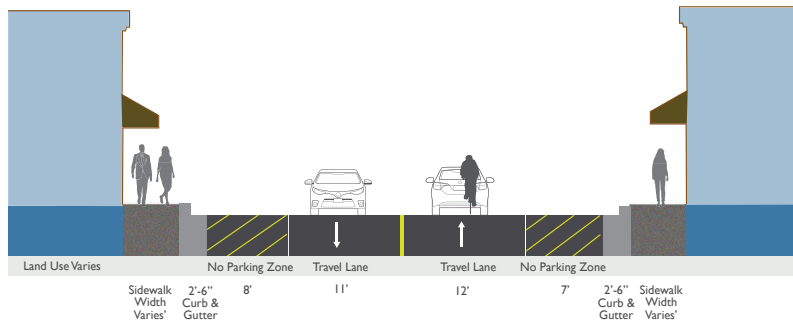 Land Use Varies
No Parking Zone
Travel Lane
Travel Lane
No Parking Zone
Sidewalk
Width
Varies'
2'-6"
Curb &
Gutter
8'
11'
12'
7'
2'-6"
Curb &
Gutter
Sidewalk
Width
Varies'